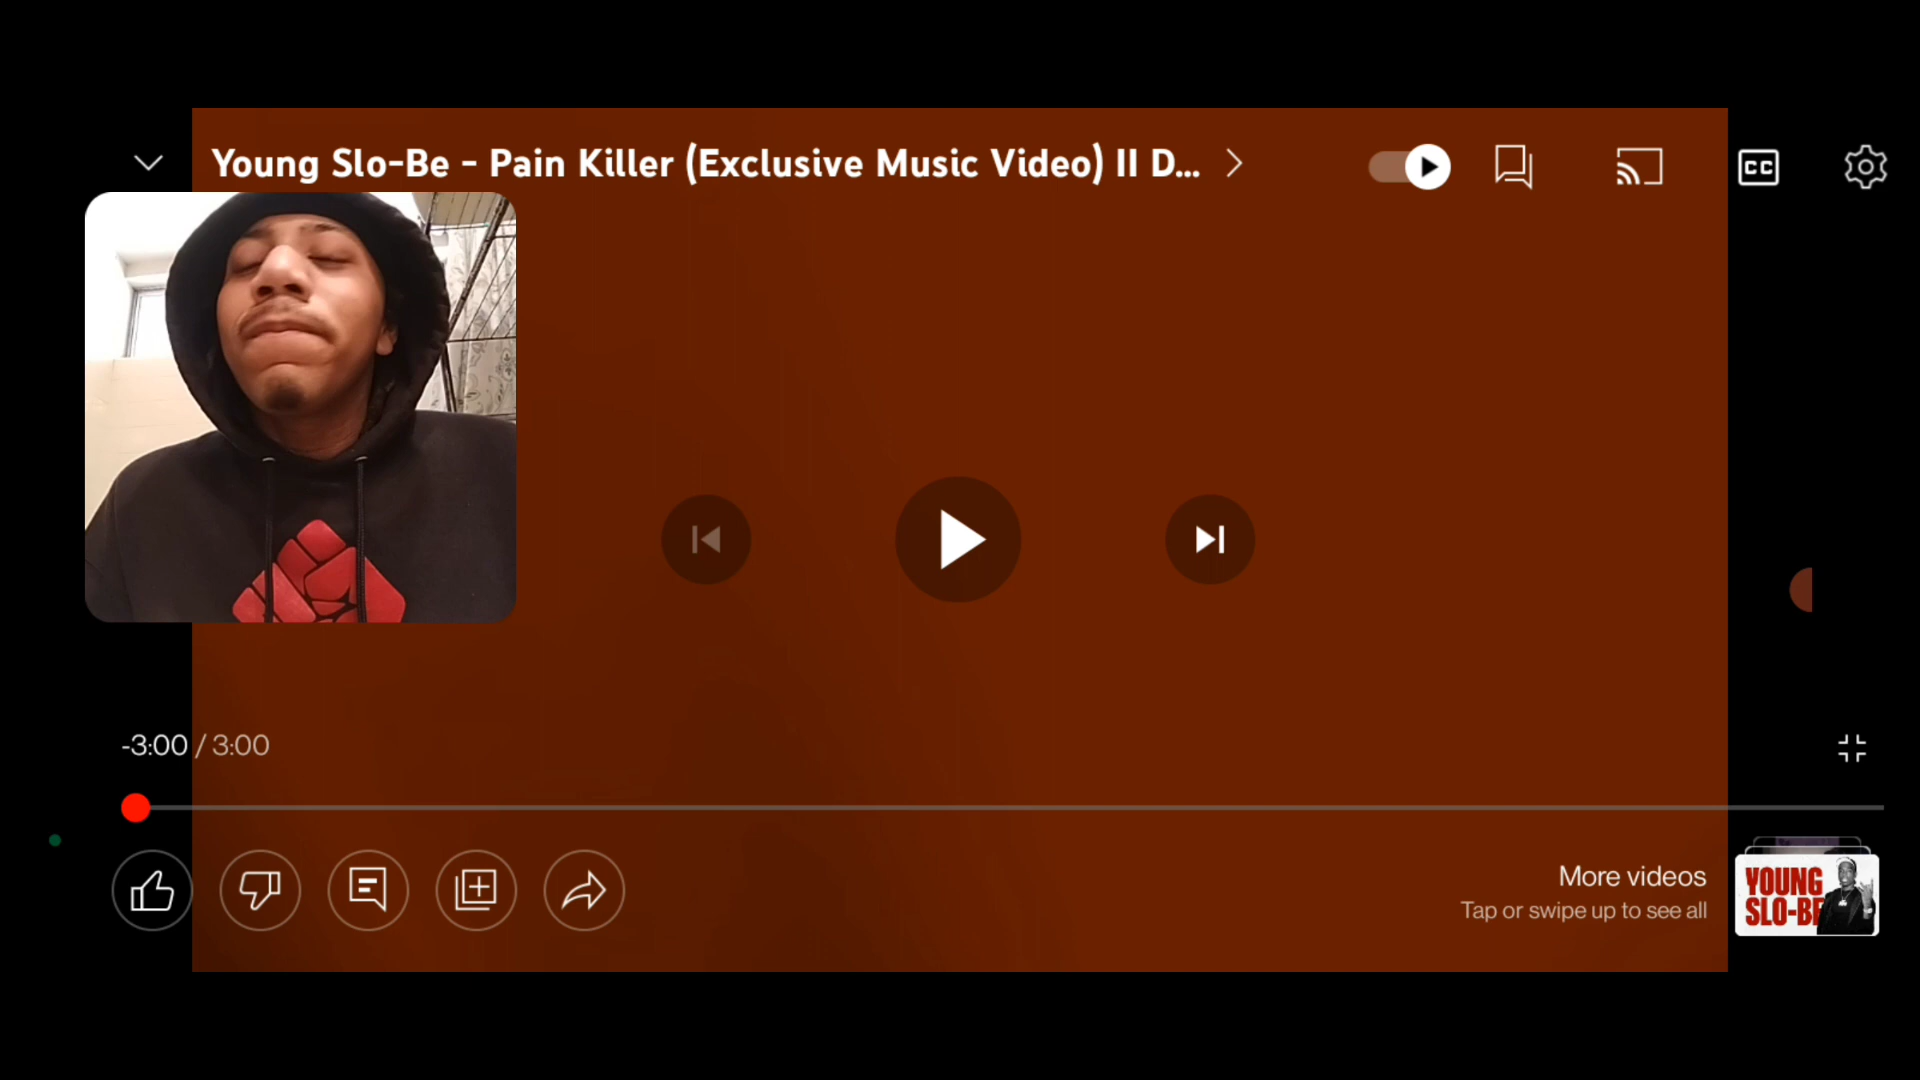 Young Slo-Be - Pain Killer (Exclusive Music Video) II D...
CC
-3:00 / 3:00
More videos
Tap or swipe up to see all
YOUNG
SLO-BE